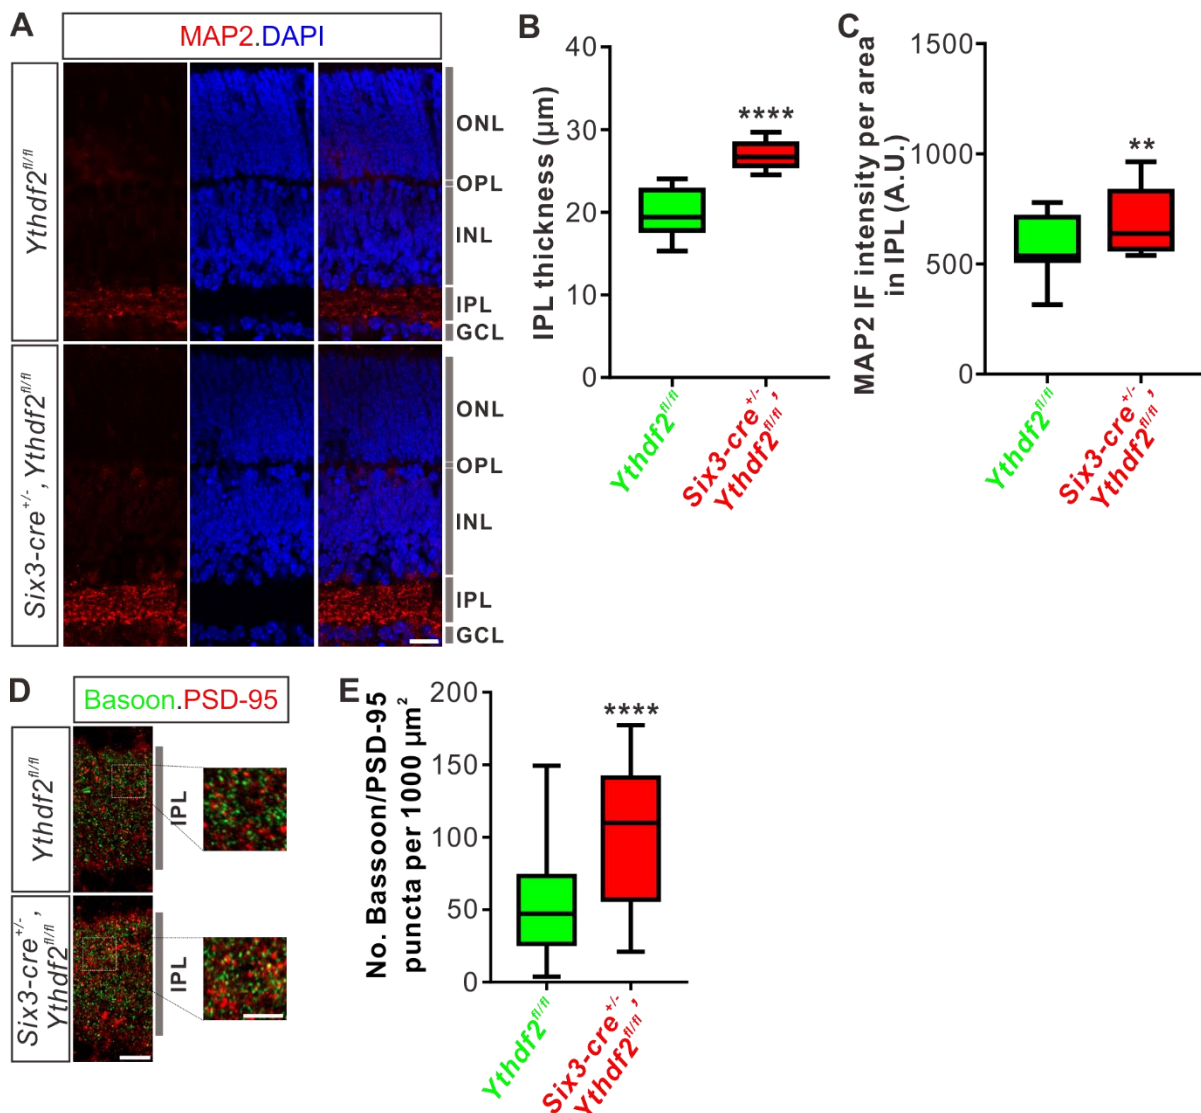 A
MAP2.DAPI
Ythdf2fl/fl
Six3-cre+/-, Ythdf2fl/fl
ONL
OPL
INL
IPL
GCL
ONL
OPL
INL
IPL
GCL
B
IPL thickness (μm)
40
30
20
10
0
****
Ythdf2fl/fl
Six3-cre+/-,
Ythdf2fl/fl
C
MAP2 IF intensity per area
in IPL (A.U.)
1500
1000
500
0
**
Ythdf2fl/fl
Six3-cre+/-,
Ythdf2fl/fl
D
Basoon.PSD-95
Ythdf2fl/fl
IPL
Six3-cre+/-,
Ythdf2fl/fl
IPL
E
No. Bassoon/PSD-95
puncta per 1000 μm2
200
150
100
50
0
****
Ythdf2fl/fl
Six3-cre+/-,
Ythdf2fl/fl